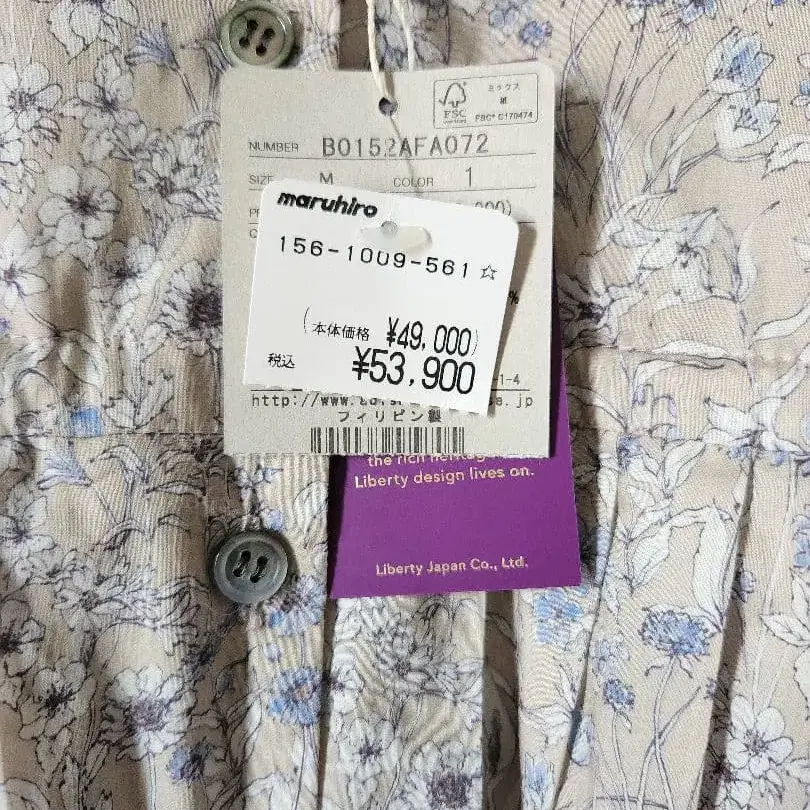 FSC
ミックス
紙
FSC® C170474
NUMBER B0152AFA072
SIZE M COLOR 1
maruhiro
156-1009-561 ☆
(本体価格 ¥49,000)
税込 ¥53,900
http://www.
フィリピン製
the rich
Liberty design lives on.
Liberty Japan Co., Ltd.